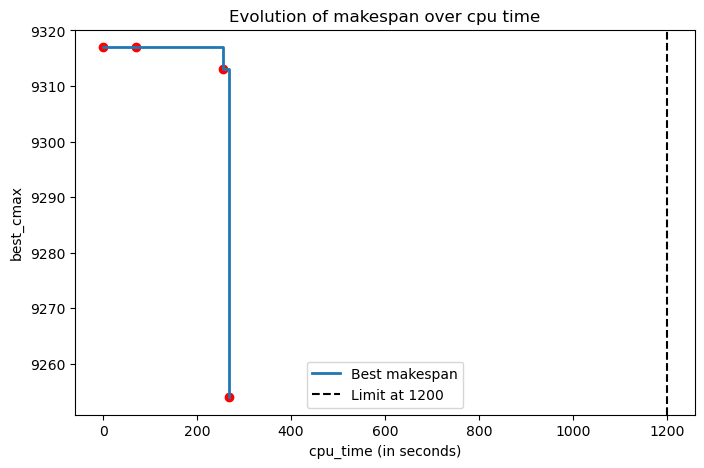 Evolution of makespan over cpu time
9320
9310
9300
9290
9280
9270
9260
best_cmax
Best makespan
Limit at 1200
0
200
400
600
800
1000
1200
cpu_time (in seconds)